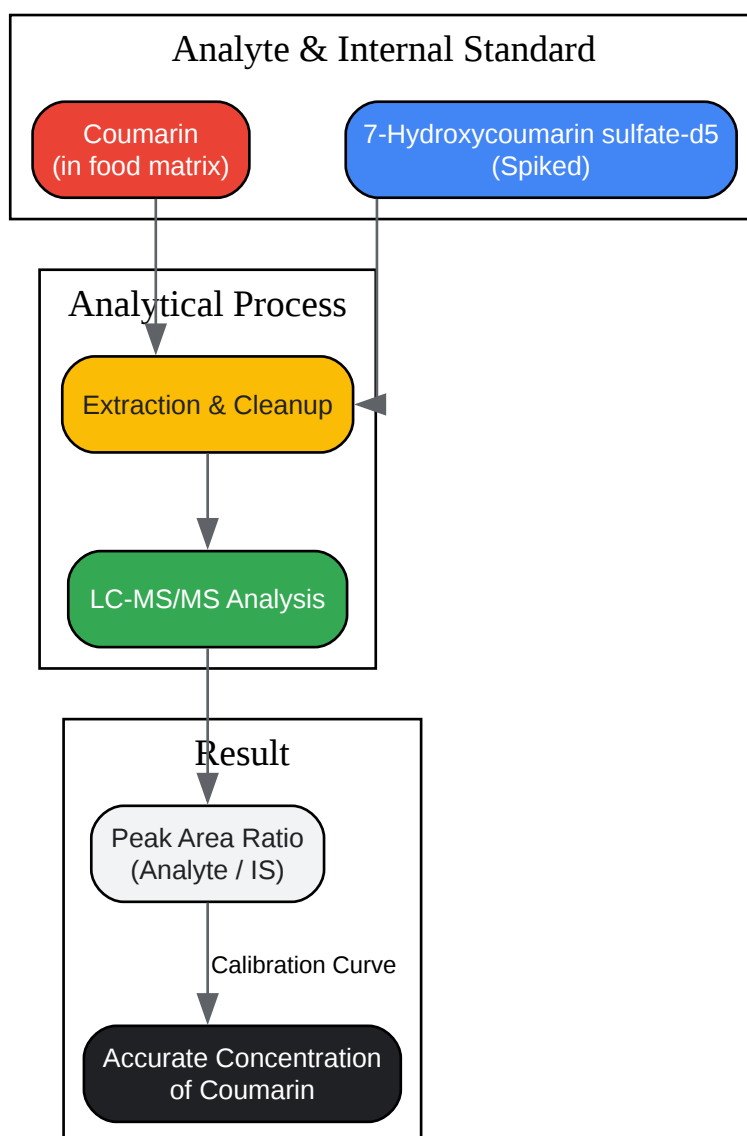 Analyte & Internal Standard
Coumarin
(in food matrix)
7-Hydroxycoumarin sulfate-d5
(Spiked)
Analytical Process
Extraction & Cleanup
LC-MS/MS Analysis
Result
Peak Area Ratio
(Analyte / IS)
Calibration Curve
Accurate Concentration
of Coumarin